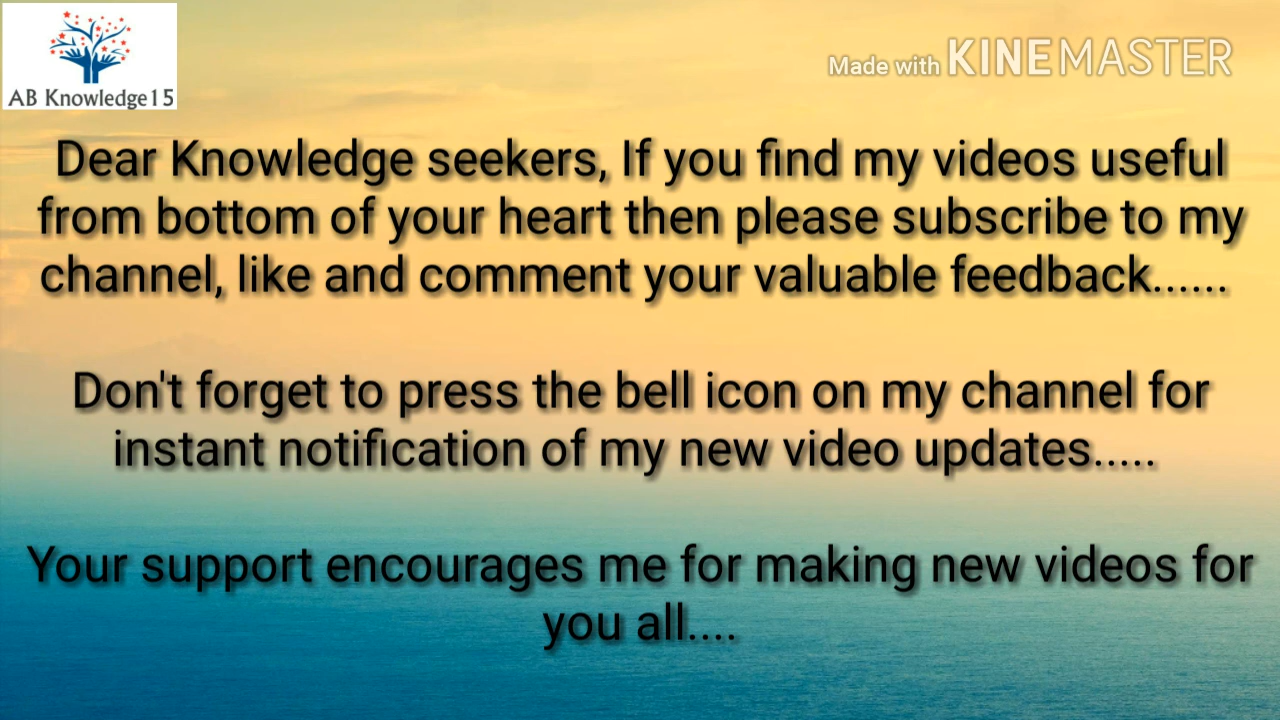 AB Knowledge15
Made with KINEMASTER
Dear Knowledge seekers, If you find my videos useful
from bottom of your heart then please subscribe to my
channel, like and comment your valuable feedback......
Don't forget to press the bell icon on my channel for
instant notification of my new video updates.....
Your support encourages me for making new videos for
you all....